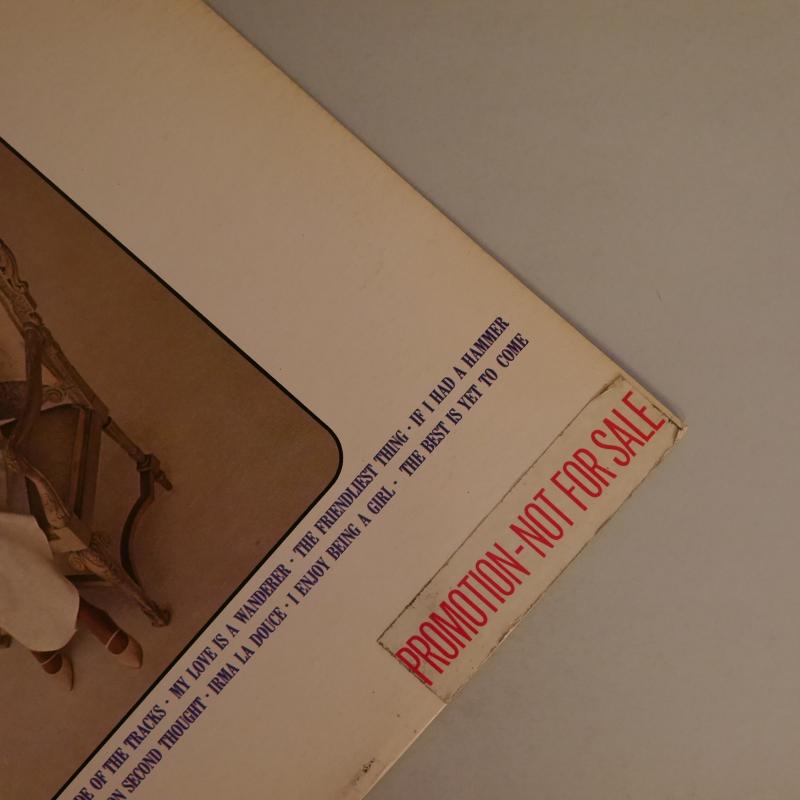 DE OF THE TRACKS · MY LOVE IS A WANDERER · THE FRIENDLIEST THING · IF I HAD A HAMMER
ON SECOND THOUGHT · IRMA LA DOUCE · I ENJOY BEING A GIRL · THE BEST IS YET TO COME
PROMOTION-NOT FOR SALE